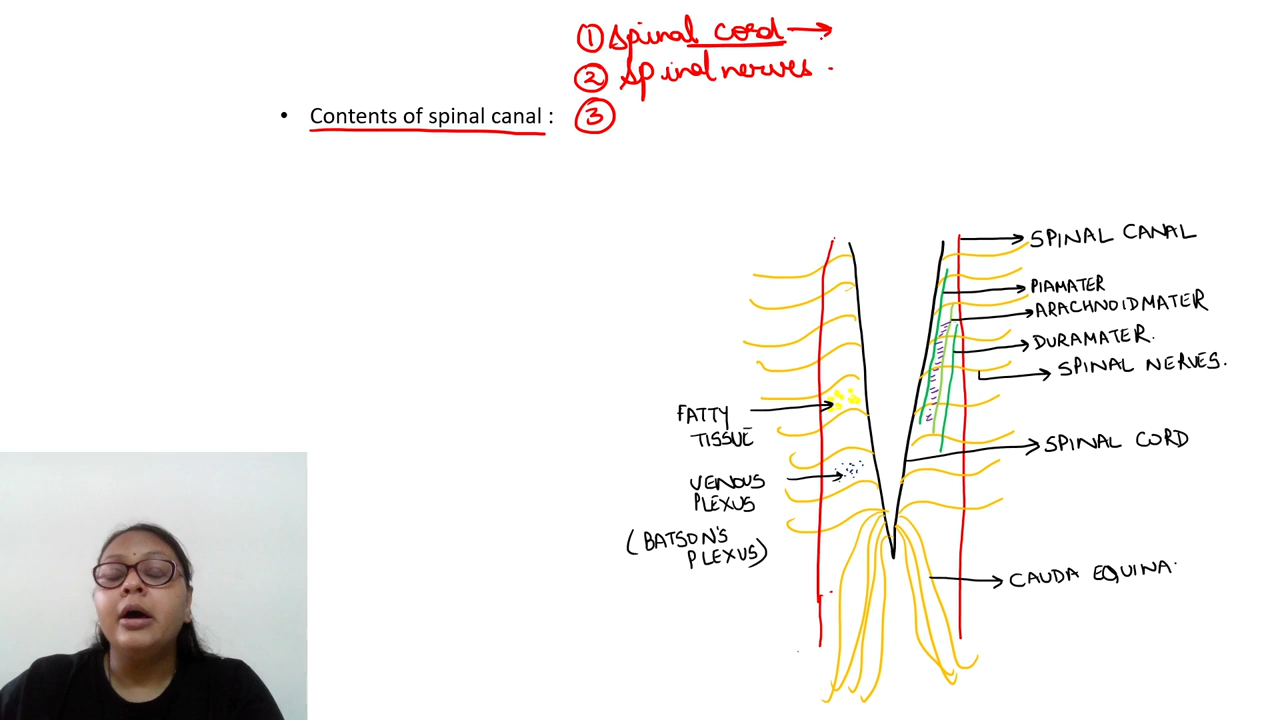 ① Spinal cord →
② Spinal nerves.
• Contents of spinal canal : ③
SPINAL CANAL
PIAMATER
ARACHNOIDMATER
DURAMATER.
SPINAL NERVES.
FATTY
TISSUE
SPINAL CORD
VENOUS
PLEXUS
(BATSON'S
PLEXUS)
CAUDA EQUINA.